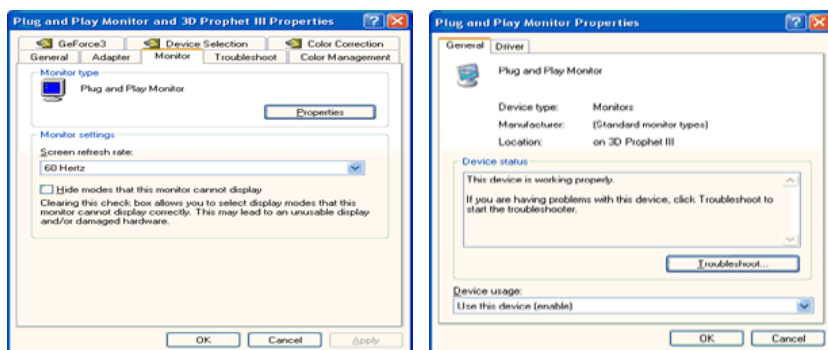 Plug and Play Monitor and 3D Prophet III Properties
GeForce3
Device Selection
Color Correction
General
Adapter
Monitor
Troubleshoot
Color Management
Monitor type
Plug and Play Monitor
Properties
Monitor settings
Screen refresh rate:
60 Hertz
Hide modes that this monitor cannot display
Clearing this check box allows you to select display modes that this
monitor cannot display correctly. This may lead to an unusable display
and/or damaged hardware.
OK
Cancel
Apply
Plug and Play Monitor Properties
General
Driver
Plug and Play Monitor
Device type:
Monitors
Manufacturer:
(Standard monitor types)
Location:
on 3D Prophet III
Device status
This device is working properly.
If you are having problems with this device, click Troubleshoot to
start the troubleshooter.
Troubleshoot...
Device usage:
Use this device (enable)
OK
Cancel